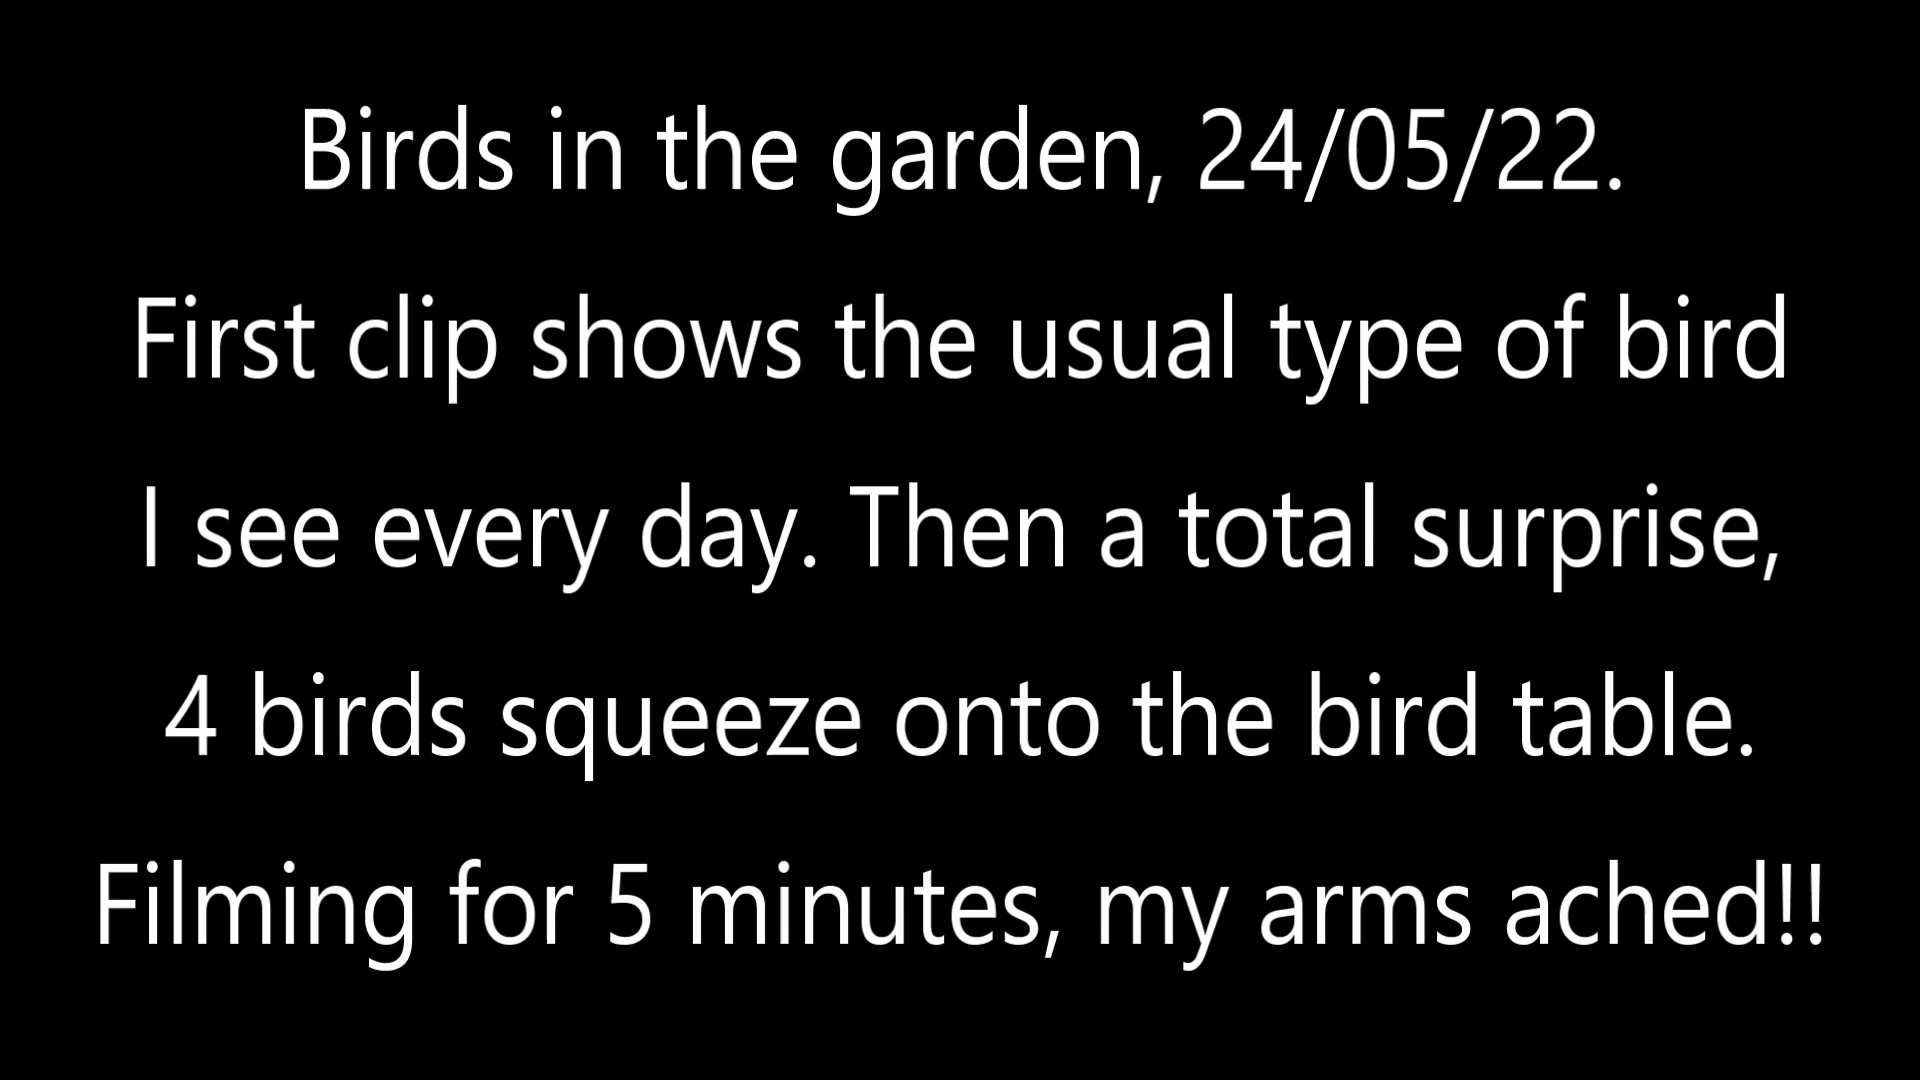 Birds in the garden, 24/05/22.
First clip shows the usual type of bird
I see every day. Then a total surprise,
4 birds squeeze onto the bird table.
Filming for 5 minutes, my arms ached!!